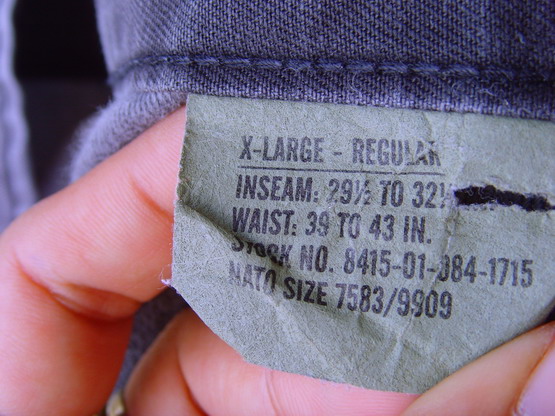 X-LARGE - REGULAR
INSEAM: 29½ TO 32½
WAIST: 39 TO 43 IN.
STOCK NO. 8415-01-084-1715
NATO SIZE 7583/9909